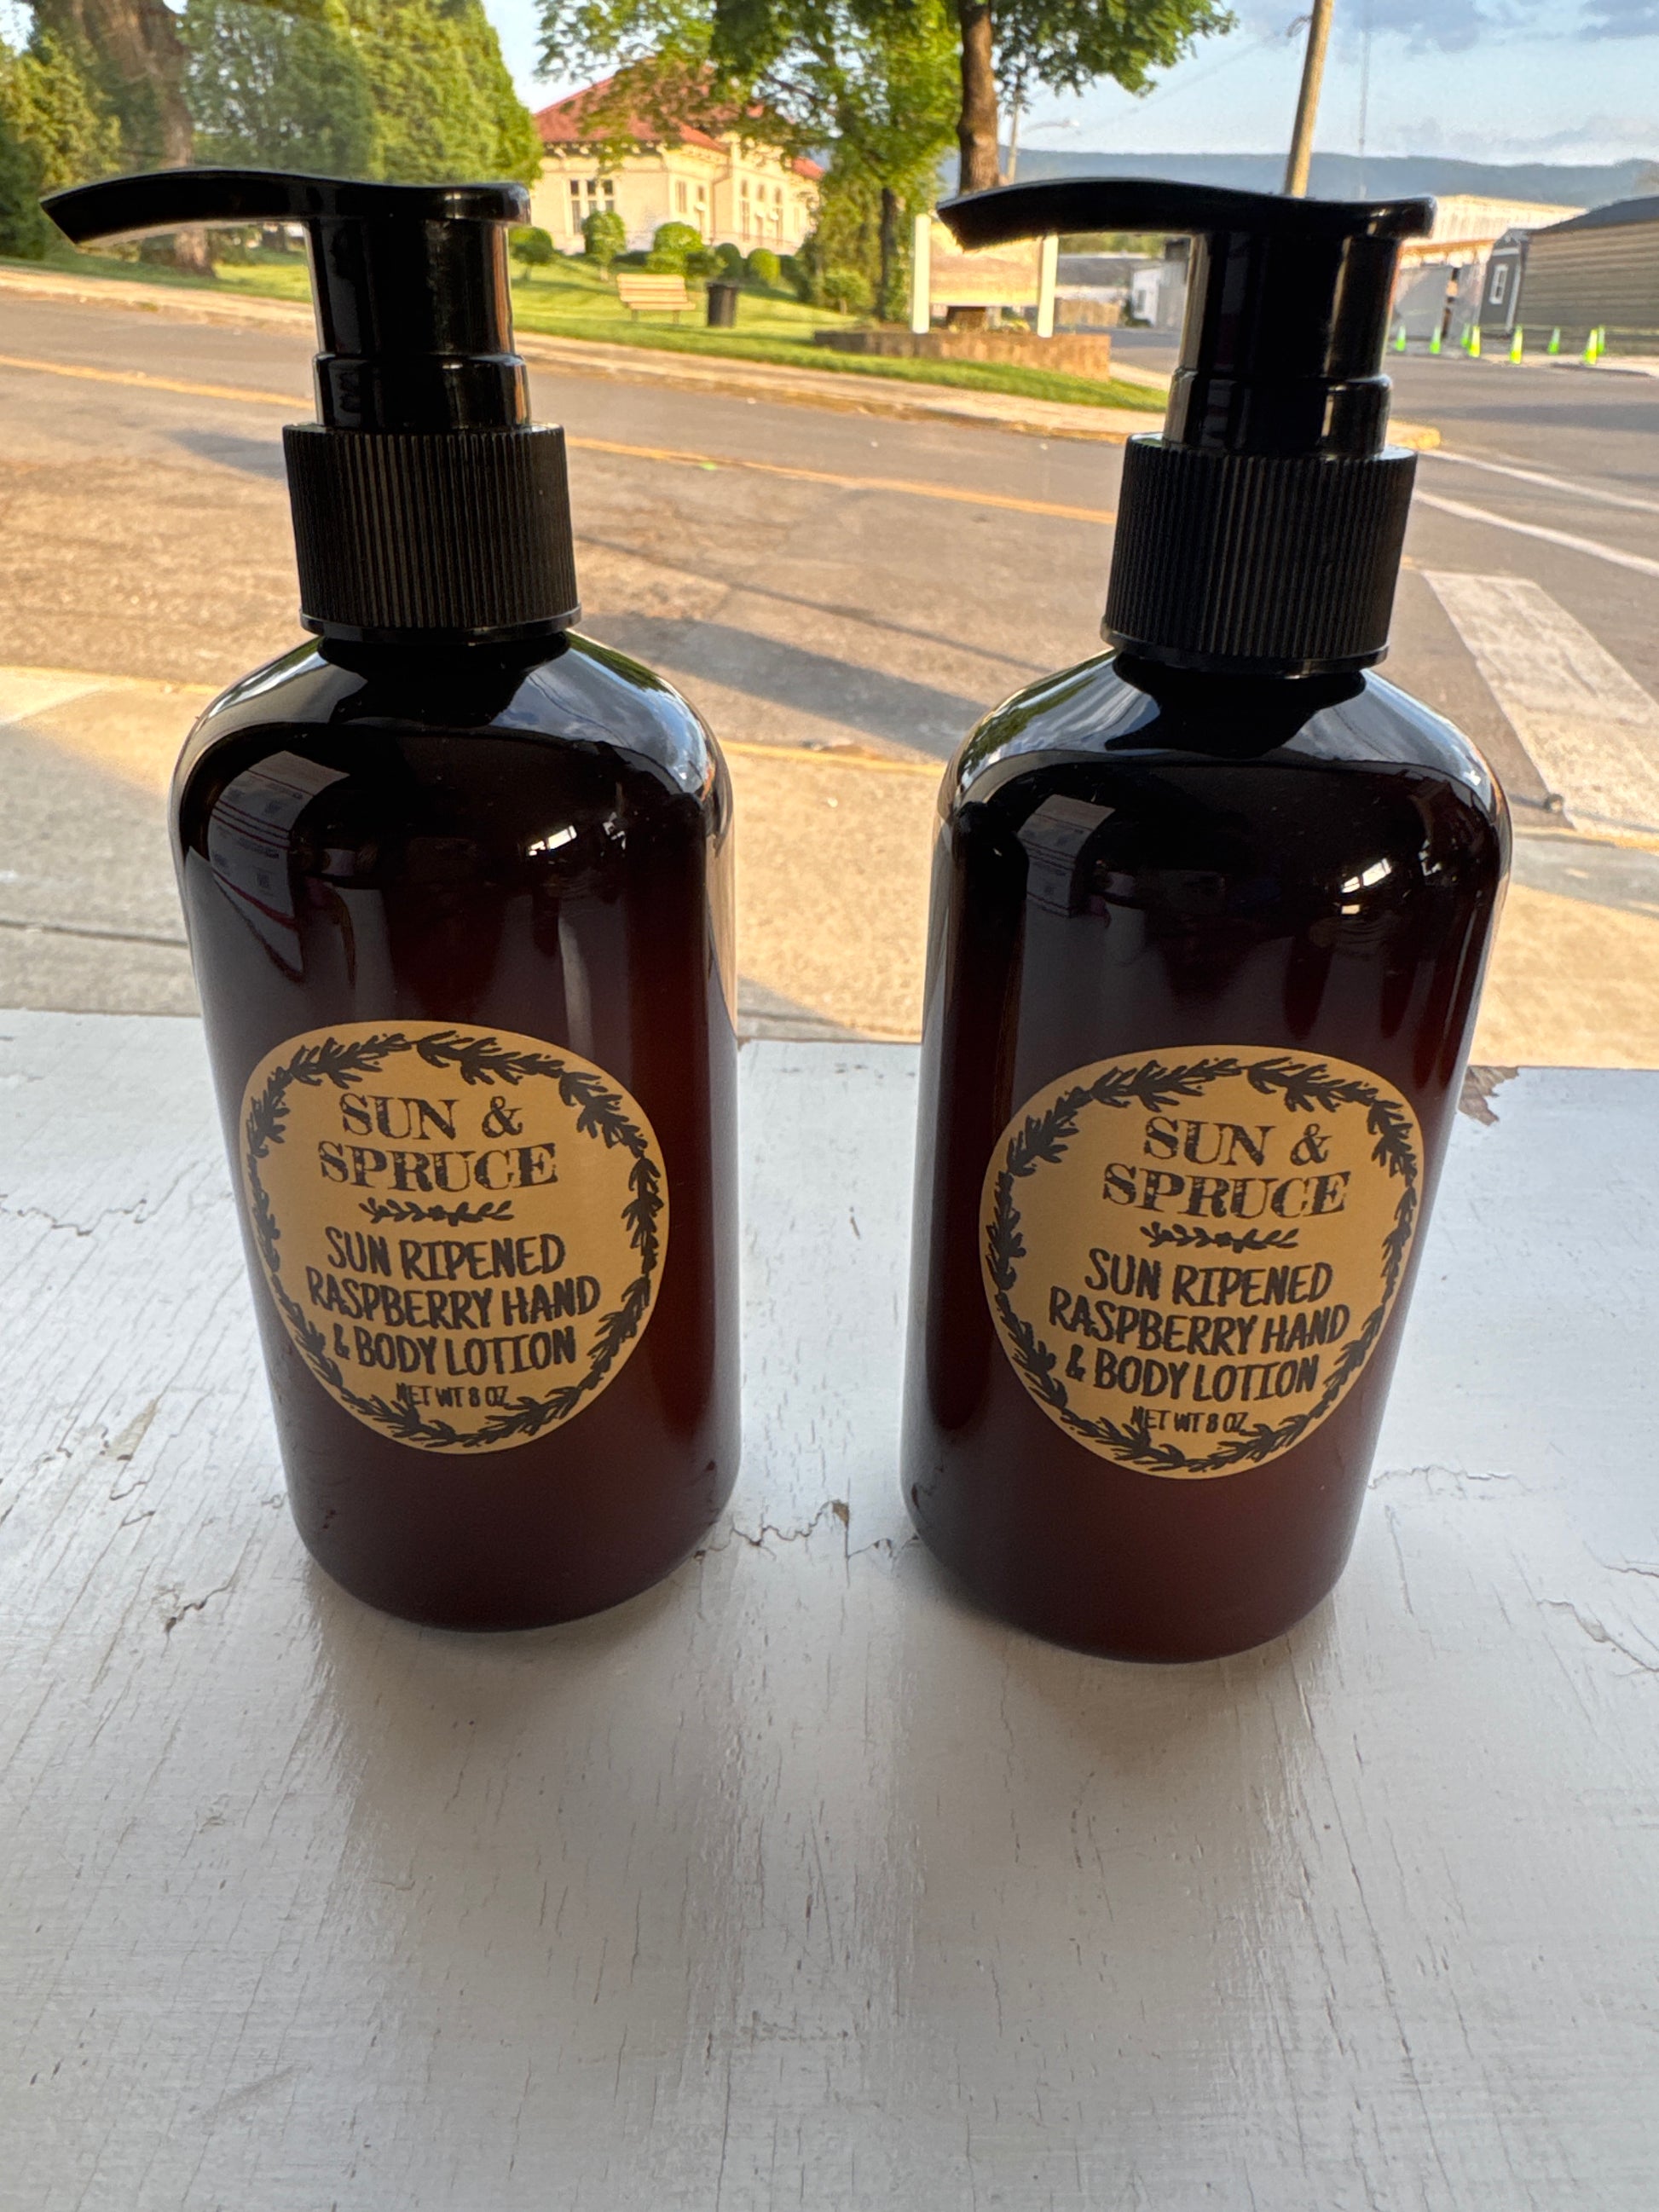 SUN &
SPRUCE
SUN RIPENED
RASPBERRY HAND
& BODY LOTION
NET WT 8 OZ
SUN &
SPRUCE
SUN RIPENED
RASPBERRY HAND
& BODY LOTION
NET WT 8 OZ